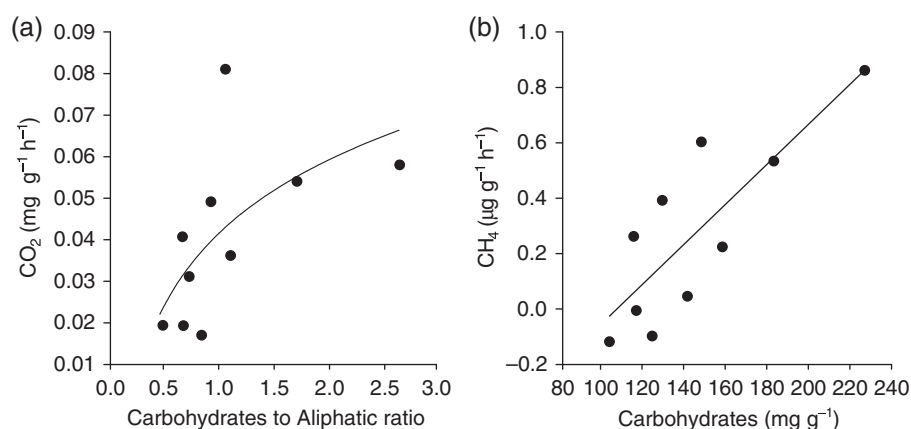 (a)
CO₂ (mg g⁻¹ h⁻¹)
0.09
0.08
0.07
0.06
0.05
0.04
0.03
0.02
0.01
0.0 0.5 1.0 1.5 2.0 2.5 3.0
Carbohydrates to Aliphatic ratio
(b)
CH₄ (μg g⁻¹ h⁻¹)
1.0
0.8
0.6
0.4
0.2
0.0
–0.2
80 100 120 140 160 180 200 220 240
Carbohydrates (mg g⁻¹)